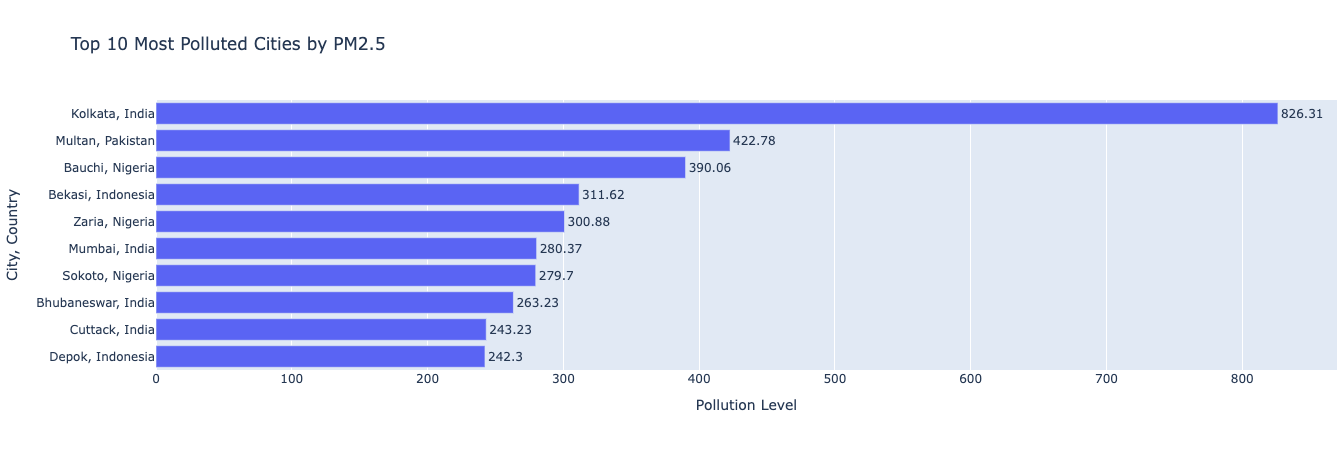 Top 10 Most Polluted Cities by PM2.5
City, Country
Kolkata, India 826.31
Multan, Pakistan 422.78
Bauchi, Nigeria 390.06
Bekasi, Indonesia 311.62
Zaria, Nigeria 300.88
Mumbai, India 280.37
Sokoto, Nigeria 279.7
Bhubaneswar, India 263.23
Cuttack, India 243.23
Depok, Indonesia 242.3
0 100 200 300 400 500 600 700 800
Pollution Level